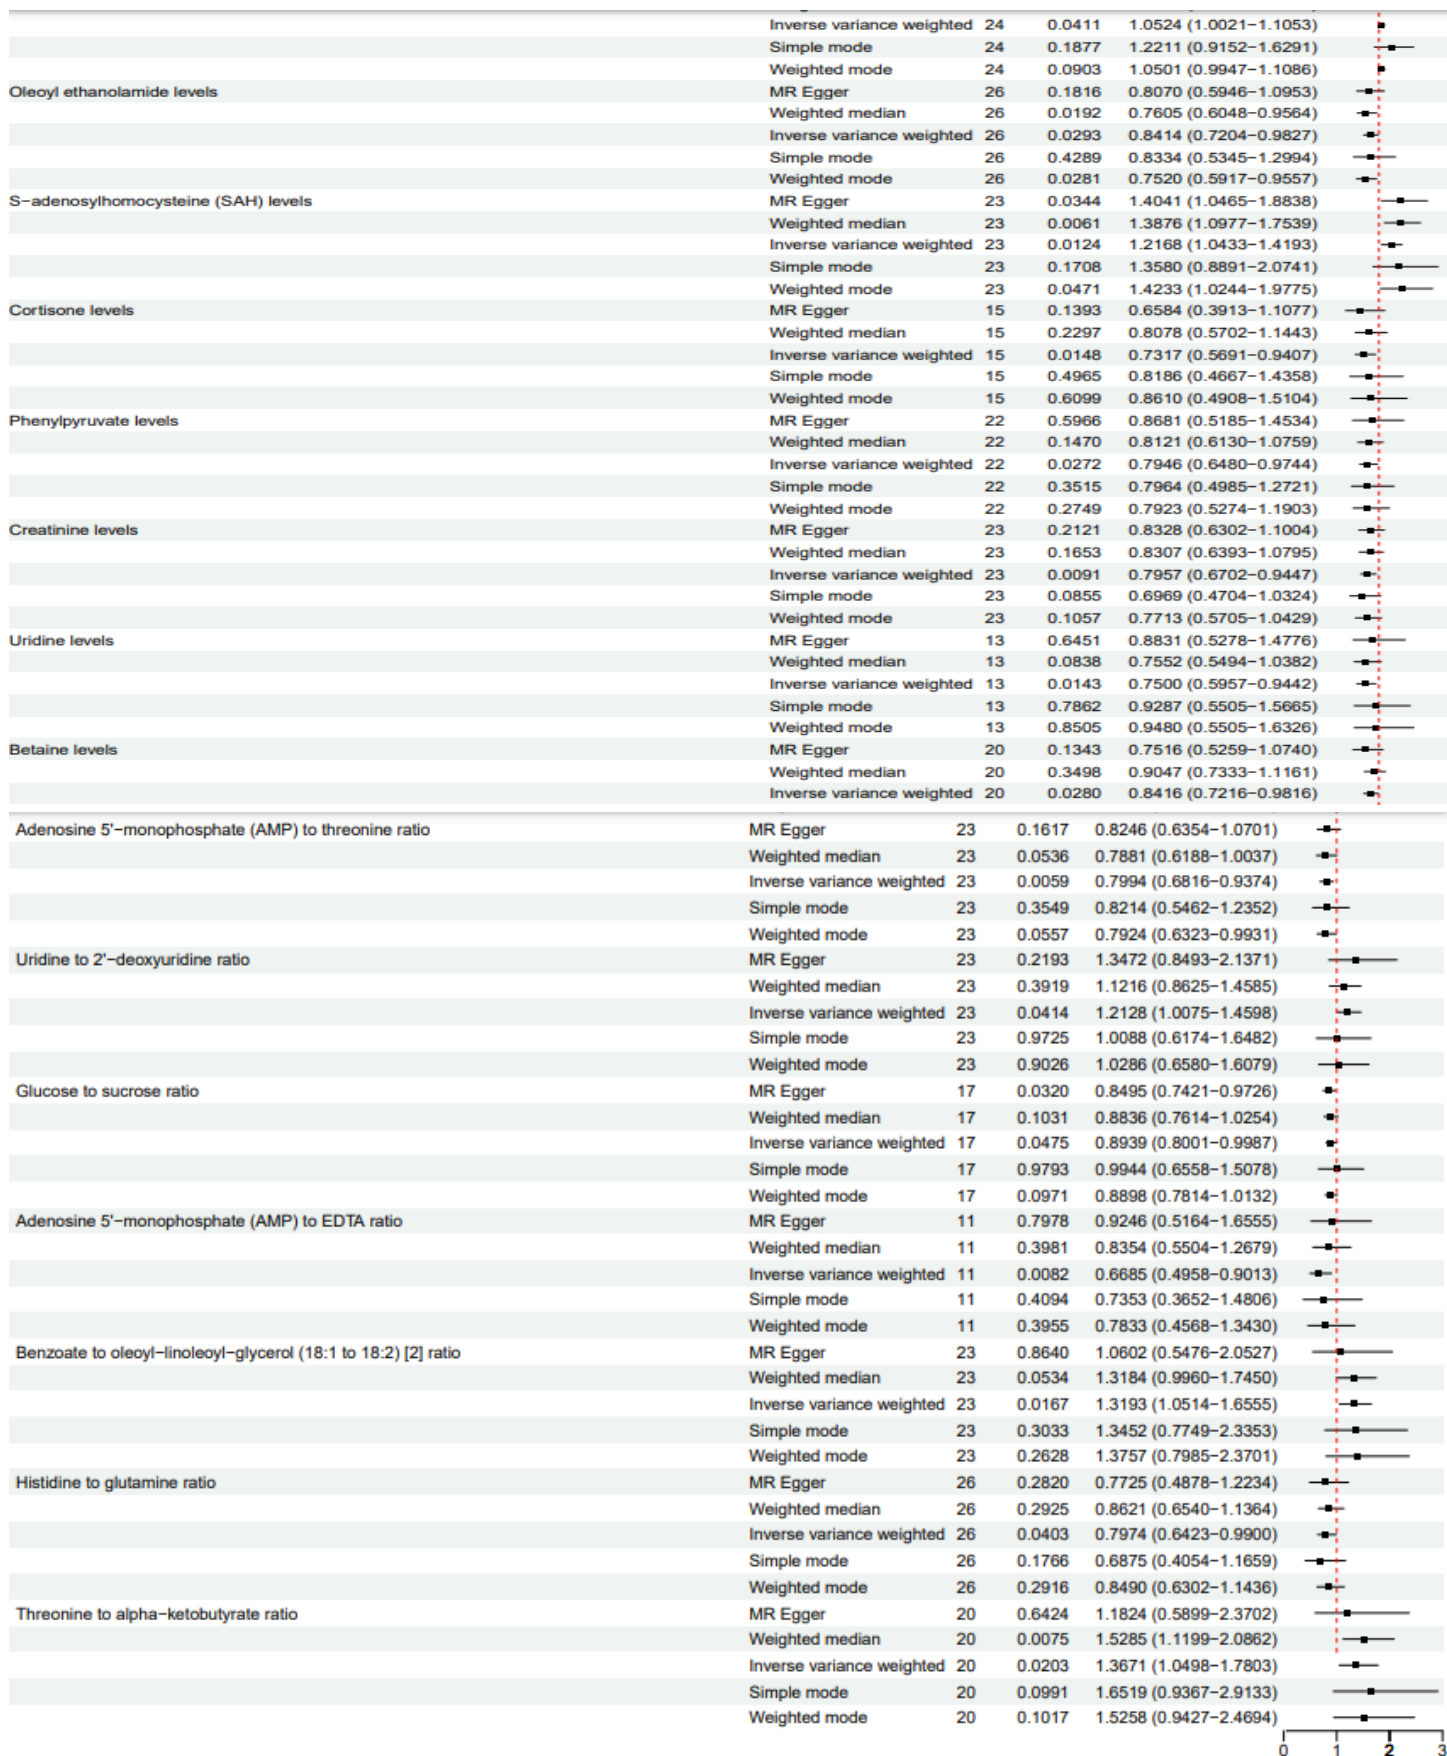 Inverse variance weighted 24 0.0411 1.0524 (1.0021−1.1053)
Simple mode 24 0.1877 1.2211 (0.9152−1.6291)
Weighted mode 24 0.0903 1.0501 (0.9947−1.1086)
Oleoyl ethanolamide levels MR Egger 26 0.1816 0.8070 (0.5946−1.0953)
Weighted median 26 0.0192 0.7605 (0.6048−0.9564)
Inverse variance weighted 26 0.0293 0.8414 (0.7204−0.9827)
Simple mode 26 0.4289 0.8334 (0.5345−1.2994)
Weighted mode 26 0.0281 0.7520 (0.5917−0.9557)
S−adenosylhomocysteine (SAH) levels MR Egger 23 0.0344 1.4041 (1.0465−1.8838)
Weighted median 23 0.0061 1.3876 (1.0977−1.7539)
Inverse variance weighted 23 0.0124 1.2168 (1.0433−1.4193)
Simple mode 23 0.1708 1.3580 (0.8891−2.0741)
Weighted mode 23 0.0471 1.4233 (1.0244−1.9775)
Cortisone levels MR Egger 15 0.1393 0.6584 (0.3913−1.1077)
Weighted median 15 0.2297 0.8078 (0.5702−1.1443)
Inverse variance weighted 15 0.0148 0.7317 (0.5691−0.9407)
Simple mode 15 0.4965 0.8186 (0.4667−1.4358)
Weighted mode 15 0.6099 0.8610 (0.4908−1.5104)
Phenylpyruvate levels MR Egger 22 0.5966 0.8681 (0.5185−1.4534)
Weighted median 22 0.1470 0.8121 (0.6130−1.0759)
Inverse variance weighted 22 0.0272 0.7946 (0.6480−0.9744)
Simple mode 22 0.3515 0.7964 (0.4985−1.2721)
Weighted mode 22 0.2749 0.7923 (0.5274−1.1903)
Creatinine levels MR Egger 23 0.2121 0.8328 (0.6302−1.1004)
Weighted median 23 0.1653 0.8307 (0.6393−1.0795)
Inverse variance weighted 23 0.0091 0.7957 (0.6702−0.9447)
Simple mode 23 0.0855 0.6969 (0.4704−1.0324)
Weighted mode 23 0.1057 0.7713 (0.5705−1.0429)
Uridine levels MR Egger 13 0.6451 0.8831 (0.5278−1.4776)
Weighted median 13 0.0838 0.7552 (0.5494−1.0382)
Inverse variance weighted 13 0.0143 0.7500 (0.5957−0.9442)
Simple mode 13 0.7862 0.9287 (0.5505−1.5665)
Weighted mode 13 0.8505 0.9480 (0.5505−1.6326)
Betaine levels MR Egger 20 0.1343 0.7516 (0.5259−1.0740)
Weighted median 20 0.3498 0.9047 (0.7333−1.1161)
Inverse variance weighted 20 0.0280 0.8416 (0.7216−0.9816)
Adenosine 5'−monophosphate (AMP) to threonine ratio MR Egger 23 0.1617 0.8246 (0.6354−1.0701)
Weighted median 23 0.0536 0.7881 (0.6188−1.0037)
Inverse variance weighted 23 0.0059 0.7994 (0.6816−0.9374)
Simple mode 23 0.3549 0.8214 (0.5462−1.2352)
Weighted mode 23 0.0557 0.7924 (0.6323−0.9931)
Uridine to 2'−deoxyuridine ratio MR Egger 23 0.2193 1.3472 (0.8493−2.1371)
Weighted median 23 0.3919 1.1216 (0.8625−1.4585)
Inverse variance weighted 23 0.0414 1.2128 (1.0075−1.4598)
Simple mode 23 0.9725 1.0088 (0.6174−1.6482)
Weighted mode 23 0.9026 1.0286 (0.6580−1.6079)
Glucose to sucrose ratio MR Egger 17 0.0320 0.8495 (0.7421−0.9726)
Weighted median 17 0.1031 0.8836 (0.7614−1.0254)
Inverse variance weighted 17 0.0475 0.8939 (0.8001−0.9987)
Simple mode 17 0.9793 0.9944 (0.6558−1.5078)
Weighted mode 17 0.0971 0.8898 (0.7814−1.0132)
Adenosine 5'−monophosphate (AMP) to EDTA ratio MR Egger 11 0.7978 0.9246 (0.5164−1.6555)
Weighted median 11 0.3981 0.8354 (0.5504−1.2679)
Inverse variance weighted 11 0.0082 0.6685 (0.4958−0.9013)
Simple mode 11 0.4094 0.7353 (0.3652−1.4806)
Weighted mode 11 0.3955 0.7833 (0.4568−1.3430)
Benzoate to oleoyl−linoleoyl−glycerol (18:1 to 18:2) [2] ratio MR Egger 23 0.8640 1.0602 (0.5476−2.0527)
Weighted median 23 0.0534 1.3184 (0.9960−1.7450)
Inverse variance weighted 23 0.0167 1.3193 (1.0514−1.6555)
Simple mode 23 0.3033 1.3452 (0.7749−2.3353)
Weighted mode 23 0.2628 1.3757 (0.7985−2.3701)
Histidine to glutamine ratio MR Egger 26 0.2820 0.7725 (0.4878−1.2234)
Weighted median 26 0.2925 0.8621 (0.6540−1.1364)
Inverse variance weighted 26 0.0403 0.7974 (0.6423−0.9900)
Simple mode 26 0.1766 0.6875 (0.4054−1.1659)
Weighted mode 26 0.2916 0.8490 (0.6302−1.1436)
Threonine to alpha−ketobutyrate ratio MR Egger 20 0.6424 1.1824 (0.5899−2.3702)
Weighted median 20 0.0075 1.5285 (1.1199−2.0862)
Inverse variance weighted 20 0.0203 1.3671 (1.0498−1.7803)
Simple mode 20 0.0991 1.6519 (0.9367−2.9133)
Weighted mode 20 0.1017 1.5258 (0.9427−2.4694)
0 1 2 3